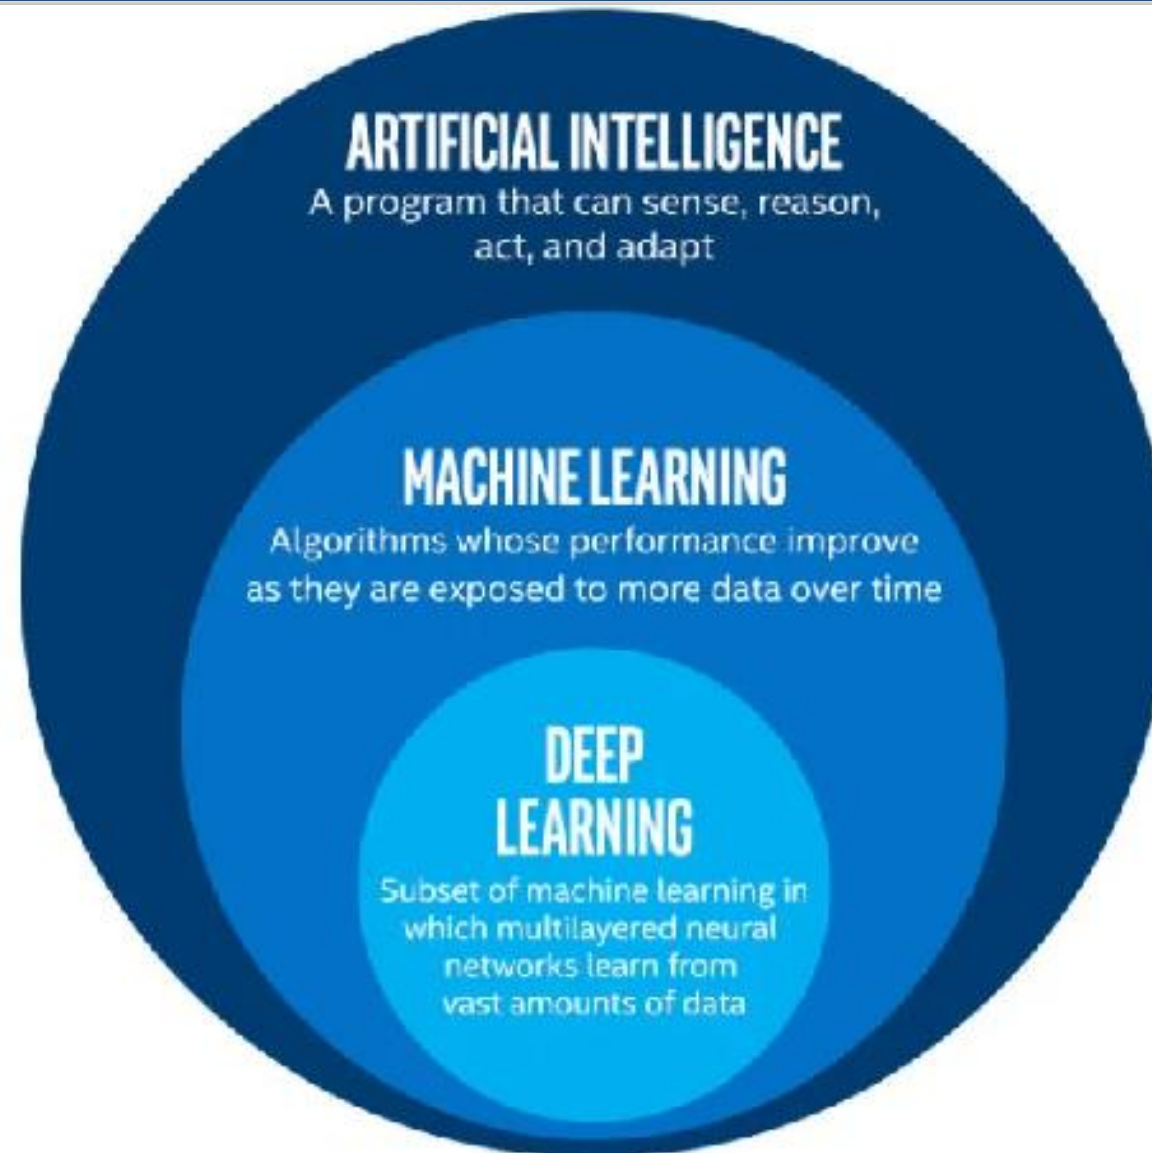 ARTIFICIAL INTELLIGENCE
A program that can sense, reason,
act, and adapt
MACHINE LEARNING
Algorithms whose performance improve
as they are exposed to more data over time
DEEP
LEARNING
Subset of machine learning in
which multilayered neural
networks learn from
vast amounts of data